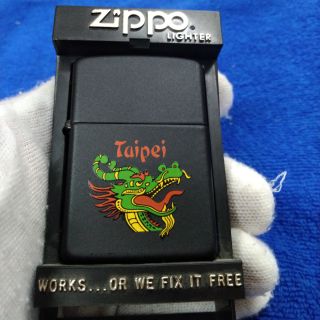 Zippo
LIGHTER
Taipei
WORKS...OR WE FIX IT FREE